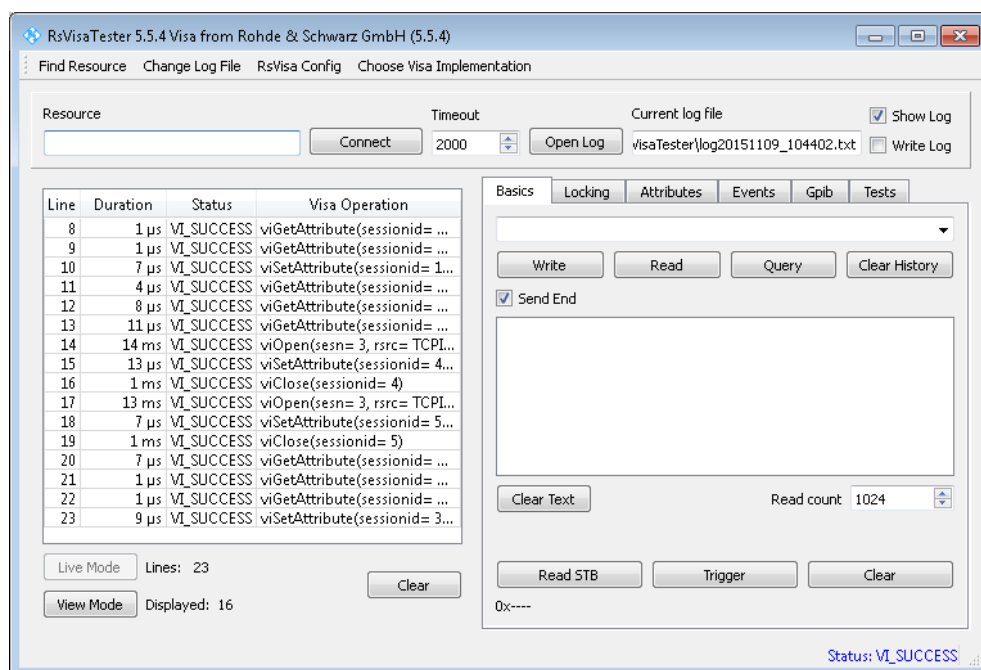 RsVisaTester 5.5.4 Visa from Rohde & Schwarz GmbH (5.5.4)
Find Resource Change Log File RsVisa Config Choose Visa Implementation
Resource Timeout Current log file Show Log
Connect 2000 Open Log VisaTester\log20151109_104402.txt Write Log
Basics Locking Attributes Events Gpib Tests
Line Duration Status Visa Operation
8 1 µs VI_SUCCESS viGetAttribute(sessionid= ...
9 1 µs VI_SUCCESS viGetAttribute(sessionid= ...
10 7 µs VI_SUCCESS viSetAttribute(sessionid= 1...
11 4 µs VI_SUCCESS viGetAttribute(sessionid= ...
12 8 µs VI_SUCCESS viGetAttribute(sessionid= ...
13 11 µs VI_SUCCESS viGetAttribute(sessionid= ...
14 14 ms VI_SUCCESS viOpen(sesn= 3, rsrc= TCPI...
15 13 µs VI_SUCCESS viSetAttribute(sessionid= 4...
16 1 ms VI_SUCCESS viClose(sessionid= 4)
17 13 ms VI_SUCCESS viOpen(sesn= 3, rsrc= TCPI...
18 7 µs VI_SUCCESS viSetAttribute(sessionid= 5...
19 1 ms VI_SUCCESS viClose(sessionid= 5)
20 7 µs VI_SUCCESS viGetAttribute(sessionid= ...
21 1 µs VI_SUCCESS viGetAttribute(sessionid= ...
22 1 µs VI_SUCCESS viGetAttribute(sessionid= ...
23 9 µs VI_SUCCESS viSetAttribute(sessionid= 3...
Live Mode Lines: 23
View Mode Displayed: 16
Clear
Write Read Query Clear History
Send End
Clear Text Read count 1024
Read STB Trigger Clear
0x----
Status: VI_SUCCESS